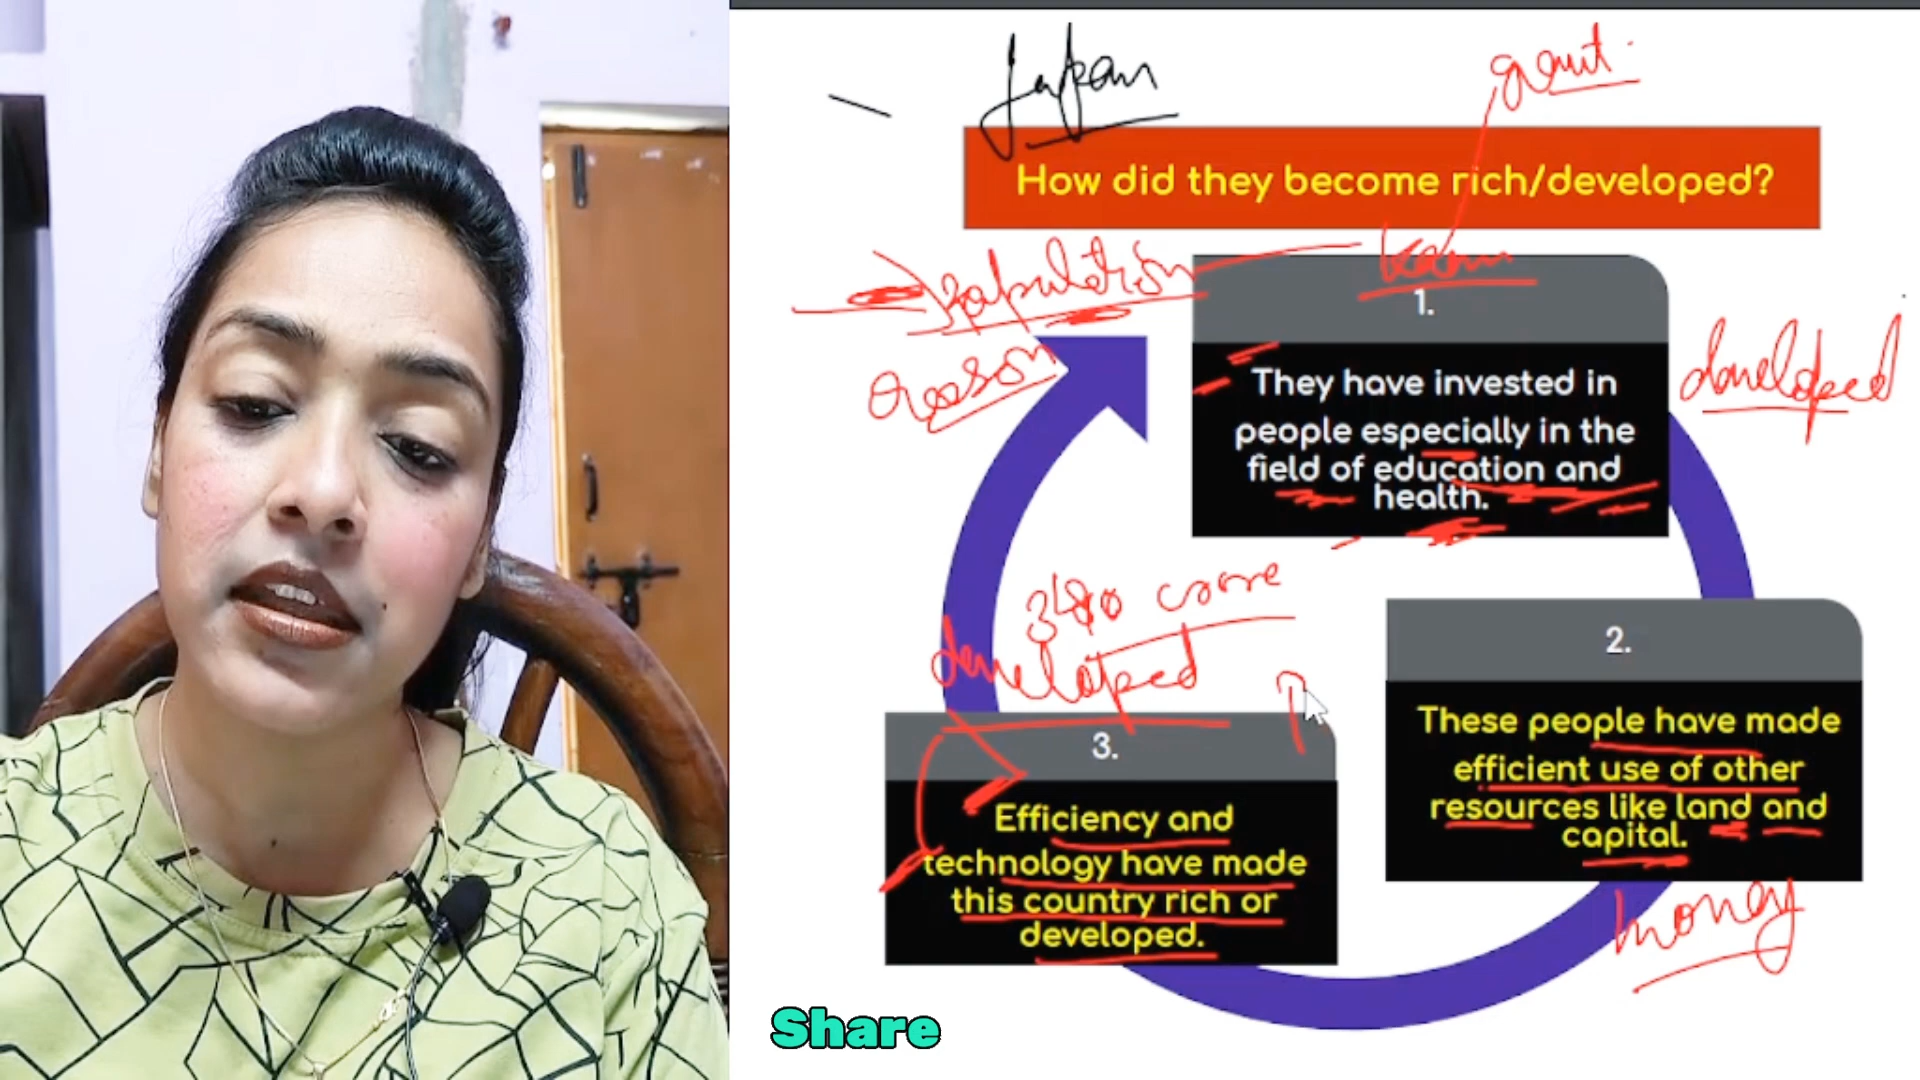 Japan
govt.
How did they become rich/developed?
population
kam
1.
reason
They have invested in
people especially in the
field of education and
health.
developed
340 crore
developed
2.
These people have made
efficient use of other
resources like land and
capital.
3.
Efficiency and
technology have made
this country rich or
developed.
money
Share